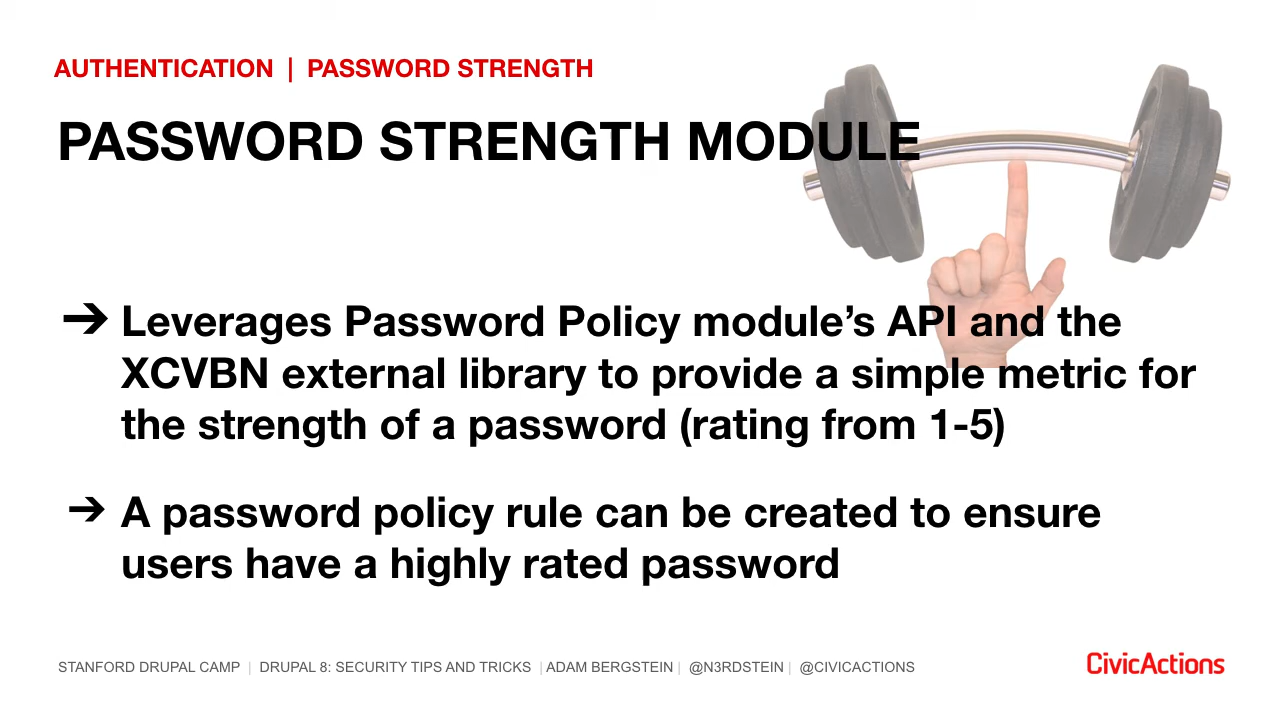 AUTHENTICATION | PASSWORD STRENGTH
PASSWORD STRENGTH MODULE
➔ Leverages Password Policy module’s API and the
XCVBN external library to provide a simple metric for
the strength of a password (rating from 1-5)
➔ A password policy rule can be created to ensure
users have a highly rated password
STANFORD DRUPAL CAMP | DRUPAL 8: SECURITY TIPS AND TRICKS | ADAM BERGSTEIN | @N3RDSTEIN | @CIVICACTIONS
CivicActions